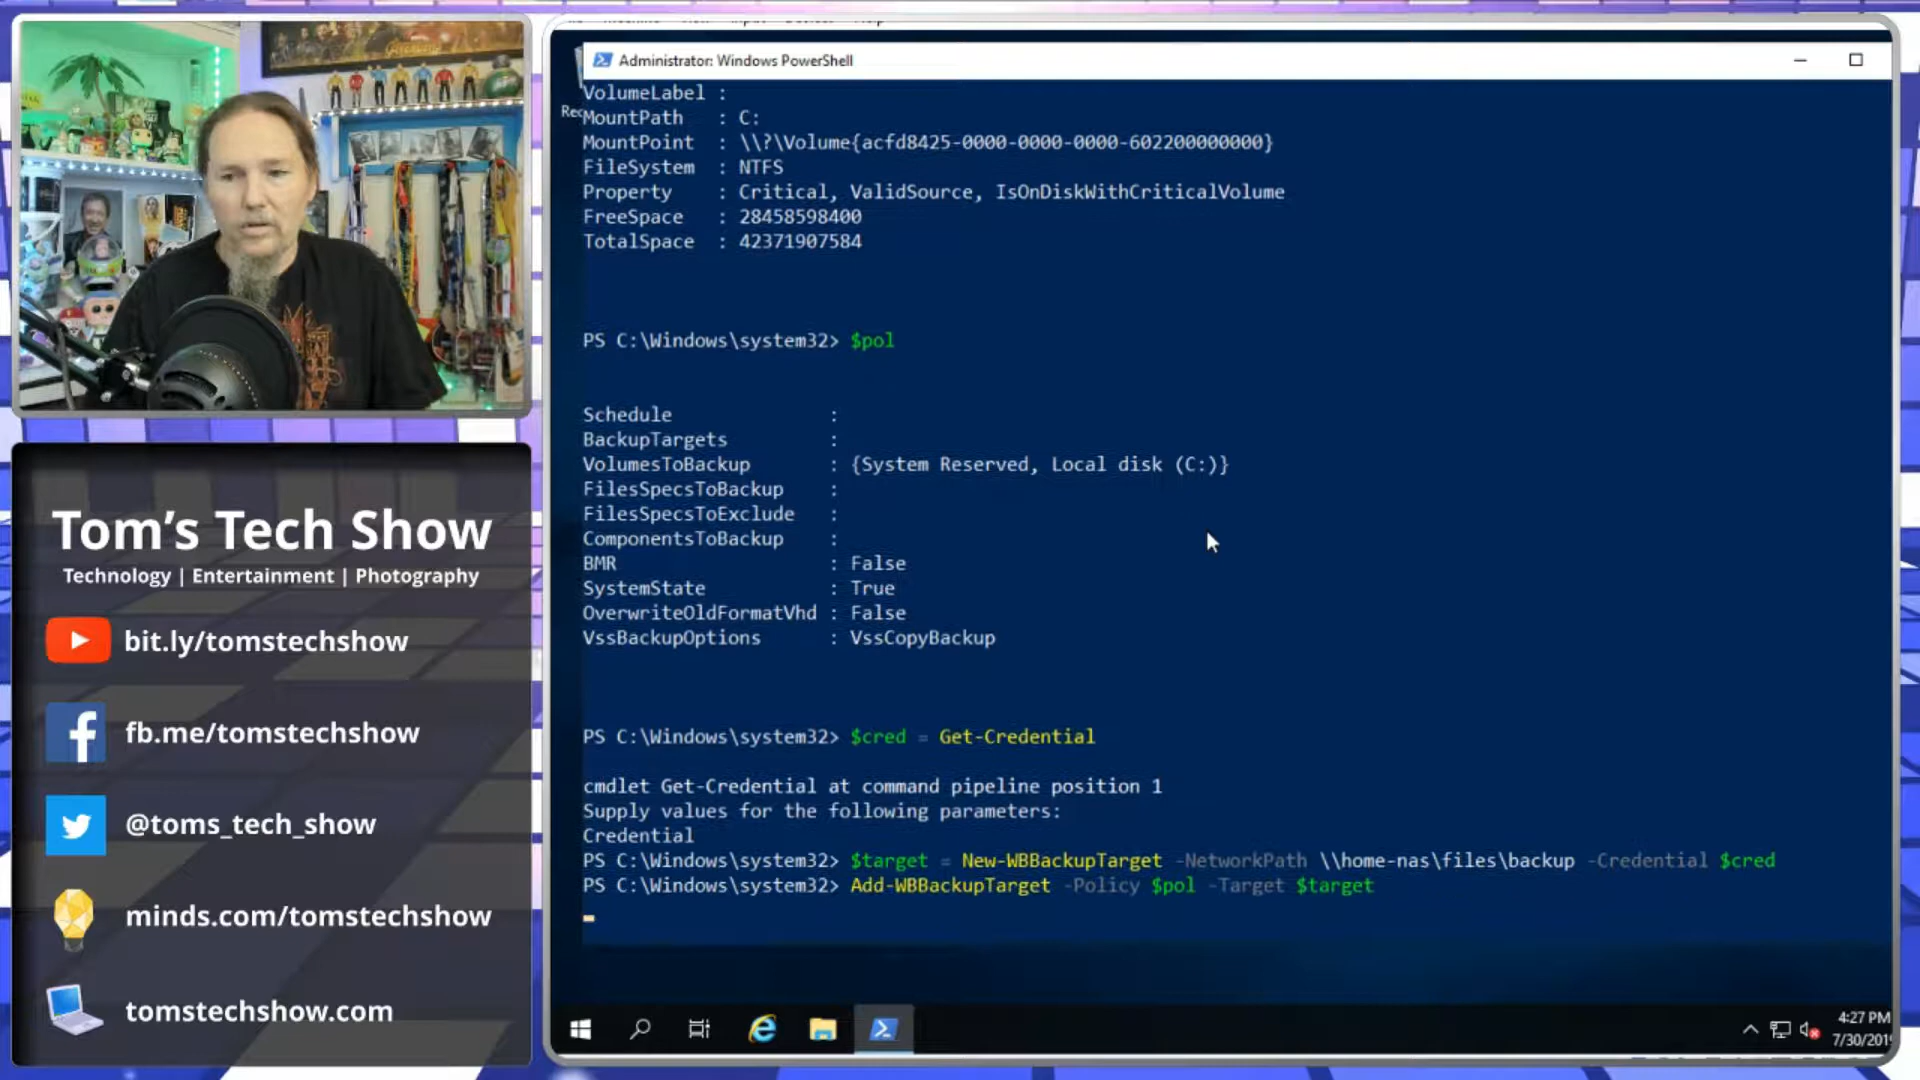 Administrator: Windows PowerShell
VolumeLabel :
MountPath : C:
MountPoint : \\?\Volume{acfd8425-0000-0000-0000-602200000000}
FileSystem : NTFS
Property : Critical, ValidSource, IsOnDiskWithCriticalVolume
FreeSpace : 28458598400
TotalSpace : 42371907584
PS C:\Windows\system32> $pol
Schedule :
BackupTargets :
VolumesToBackup : {System Reserved, Local disk (C:)}
FilesSpecsToBackup :
FilesSpecsToExclude :
ComponentsToBackup :
BMR : False
SystemState : True
OverwriteOldFormatVhd : False
VssBackupOptions : VssCopyBackup
PS C:\Windows\system32> $cred = Get-Credential
cmdlet Get-Credential at command pipeline position 1
Supply values for the following parameters:
Credential
PS C:\Windows\system32> $target = New-WBBackupTarget -NetworkPath \\home-nas\files\backup -Credential $cred
PS C:\Windows\system32> Add-WBBackupTarget -Policy $pol -Target $target
4:27 PM
Tom's Tech Show
Technology | Entertainment | Photography
bit.ly/tomstechshow
fb.me/tomstechshow
@toms_tech_show
minds.com/tomstechshow
tomstechshow.com